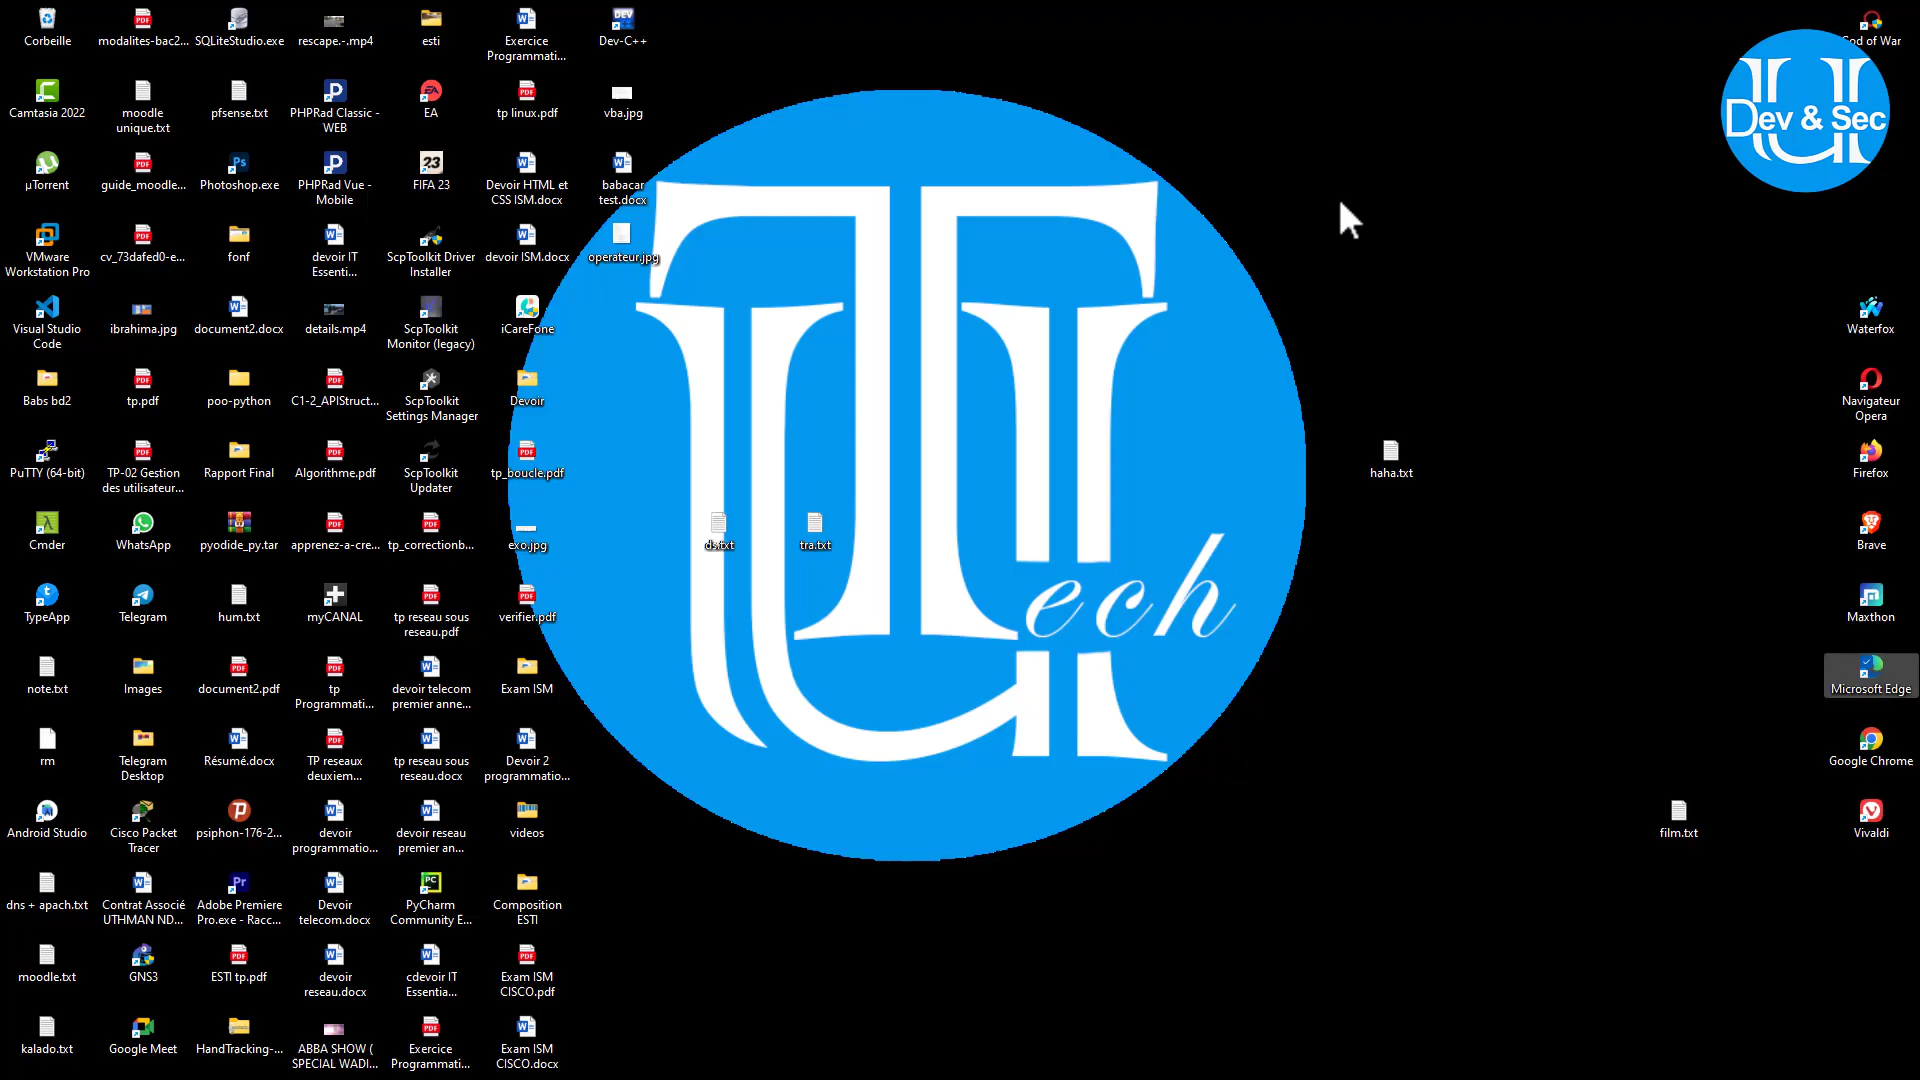 Corbeille
modalites-bac2...
SQLiteStudio.exe
rescape.-.mp4
esti
Exercice
Programmati...
Dev-C++
God of War
Camtasia 2022
moodle
unique.txt
pfsense.txt
PHPRad Classic -
WEB
EA
tp linux.pdf
vba.jpg
Dev & Sec
µTorrent
guide_moodle...
Photoshop.exe
PHPRad Vue -
Mobile
FIFA 23
Devoir HTML et
CSS ISM.docx
babacar
test.docx
VMware
Workstation Pro
cv_73dafed0-e...
fonf
devoir IT
Essenti...
ScpToolkit Driver
Installer
devoir ISM.docx
operateur.jpg
Visual Studio
Code
ibrahima.jpg
document2.docx
details.mp4
ScpToolkit
Monitor (legacy)
iCareFone
Waterfox
Babs bd2
tp.pdf
poo-python
C1-2_APIStruct...
ScpToolkit
Settings Manager
Devoir
Navigateur
Opera
PuTTY (64-bit)
TP-02 Gestion
des utilisateur...
Rapport Final
Algorithme.pdf
ScpToolkit
Updater
tp_boucle.pdf
haha.txt
Firefox
Cmder
WhatsApp
pyodide_py.tar
apprenez-a-cre...
tp_correctionb...
exo.jpg
ds.txt
tra.txt
Brave
ech
TypeApp
Telegram
hum.txt
myCANAL
tp reseau sous
reseau.pdf
verifier.pdf
Maxthon
note.txt
Images
document2.pdf
tp
Programmati...
devoir telecom
premier anne...
Exam ISM
Microsoft Edge
rm
Telegram
Desktop
Résumé.docx
TP reseaux
deuxiem...
tp reseau sous
reseau.docx
Devoir 2
programmatio...
Google Chrome
Android Studio
Cisco Packet
Tracer
psiphon-176-2...
devoir
programmatio...
devoir reseau
premier an...
videos
film.txt
Vivaldi
dns + apach.txt
Contrat Associé
UTHMAN ND...
Adobe Premiere
Pro.exe - Racc...
Devoir
telecom.docx
PyCharm
Community E...
Composition
ESTI
moodle.txt
GNS3
ESTI tp.pdf
devoir
reseau.docx
cdevoir IT
Essentia...
Exam ISM
CISCO.pdf
kalado.txt
Google Meet
HandTracking-...
ABBA SHOW (
SPECIAL WADI...
Exercice
Programmati...
Exam ISM
CISCO.docx